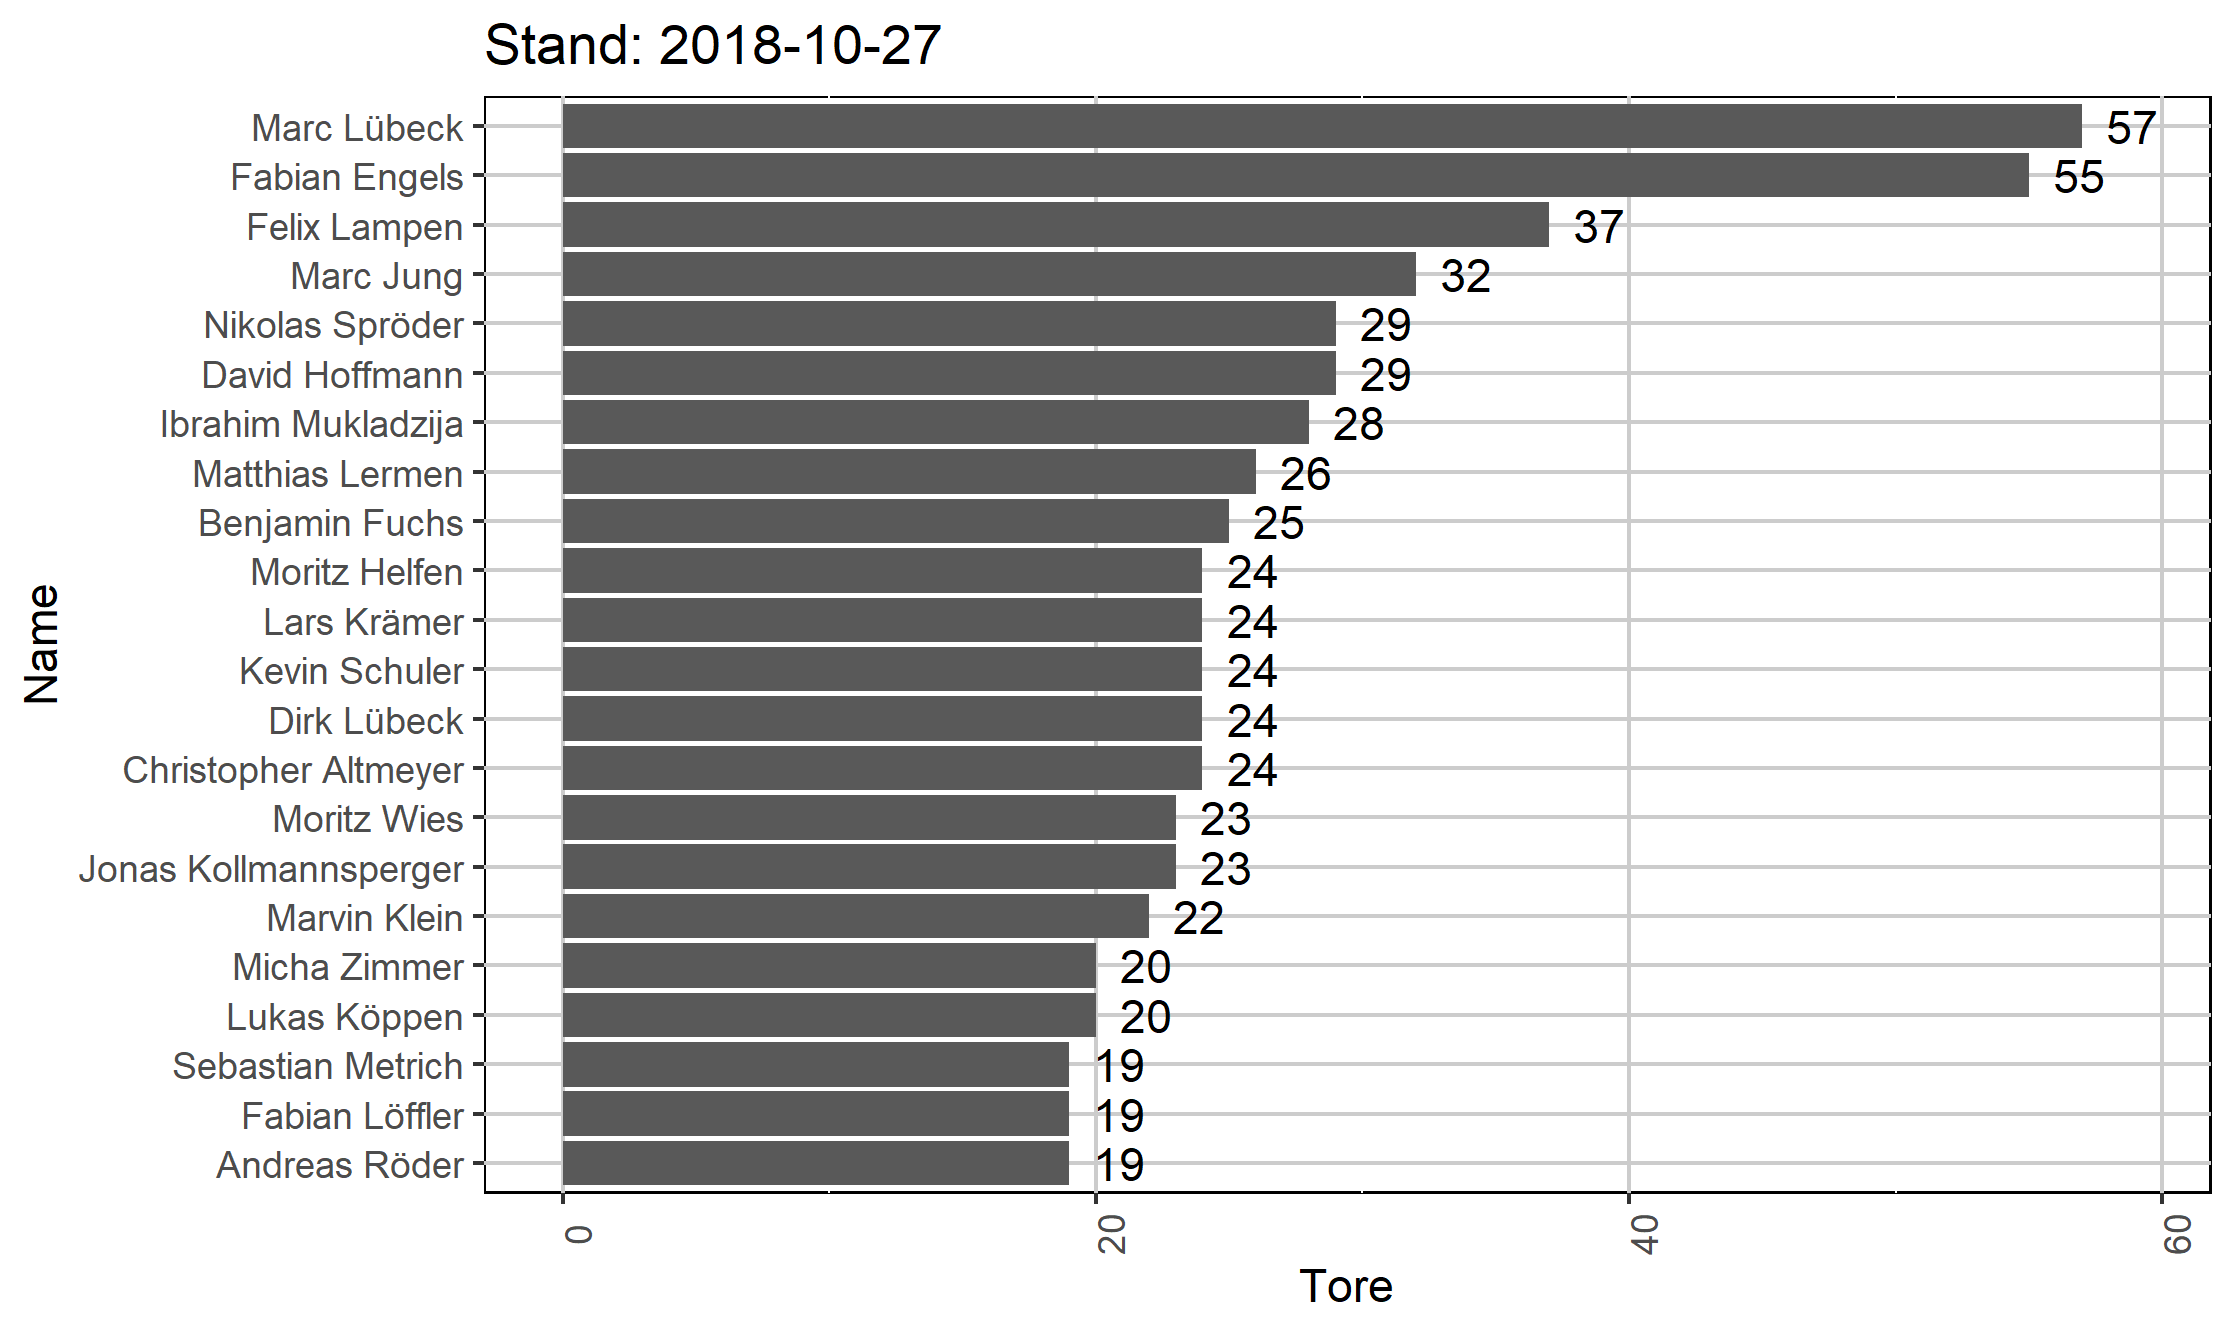 Stand: 2018-10-27
Marc Lübeck 57
Fabian Engels 55
Felix Lampen 37
Marc Jung 32
Nikolas Spröder 29
David Hoffmann 29
Ibrahim Mukladzija 28
Matthias Lermen 26
Benjamin Fuchs 25
Moritz Helfen 24
Lars Krämer 24
Kevin Schuler 24
Dirk Lübeck 24
Christopher Altmeyer 24
Moritz Wies 23
Jonas Kollmannsperger 23
Marvin Klein 22
Micha Zimmer 20
Lukas Köppen 20
Sebastian Metrich 19
Fabian Löffler 19
Andreas Röder 19
Name
0 20 40 60
Tore